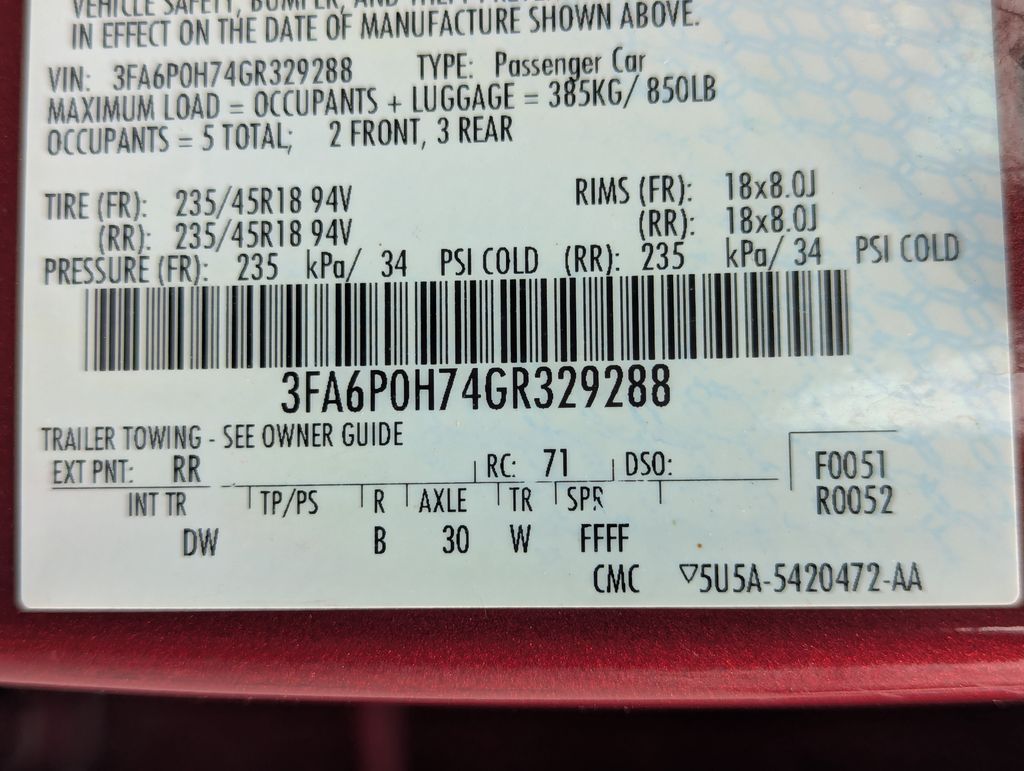 VEHICLE SAFETY, BUMPER, AND THEFT
IN EFFECT ON THE DATE OF MANUFACTURE SHOWN ABOVE.
VIN: 3FA6P0H74GR329288 TYPE: Passenger Car
MAXIMUM LOAD = OCCUPANTS + LUGGAGE = 385KG/ 850LB
OCCUPANTS = 5 TOTAL; 2 FRONT, 3 REAR
TIRE (FR): 235/45R18 94V RIMS (FR): 18x8.0J
(RR): 235/45R18 94V (RR): 18x8.0J
PRESSURE (FR): 235 kPa/ 34 PSI COLD (RR): 235 kPa/ 34 PSI COLD
3FA6P0H74GR329288
TRAILER TOWING - SEE OWNER GUIDE
EXT PNT: RR RC: 71 DSO: F0051
INT TR TP/PS R AXLE TR SPR R0052
DW B 30 W FFFF
CMC ▽5U5A-5420472-AA